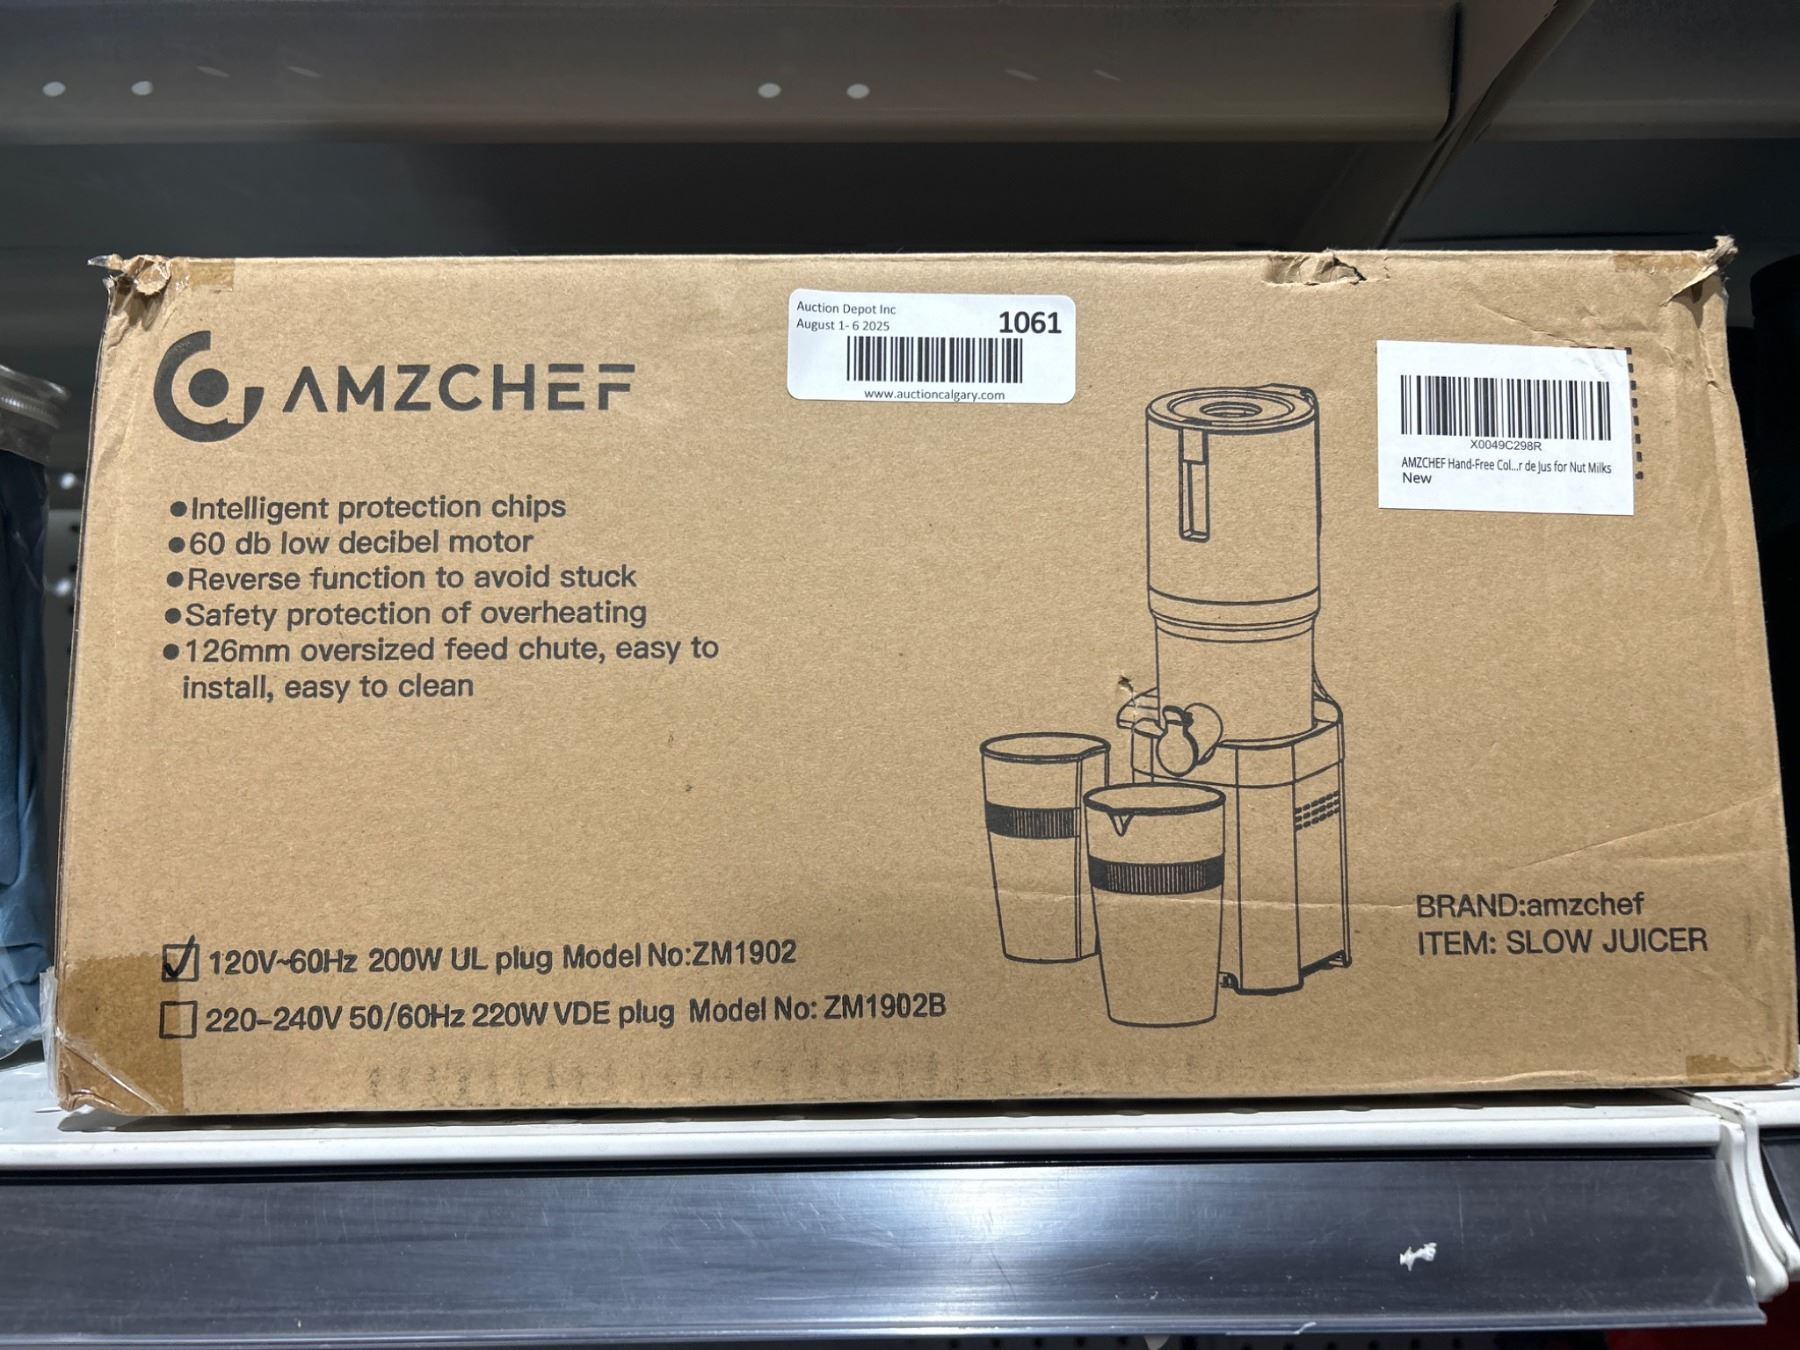 Auction Depot Inc
August 1- 6 2025
1061
www.auctioncalgary.com
AMZCHEF
X0049C298R
AMZCHEF Hand-Free Col...r de Jus for Nut Milks
New
●Intelligent protection chips
●60 db low decibel motor
●Reverse function to avoid stuck
●Safety protection of overheating
●126mm oversized feed chute, easy to
install, easy to clean
BRAND:amzchef
ITEM: SLOW JUICER
120V~60Hz 200W UL plug Model No:ZM1902
220-240V 50/60Hz 220W VDE plug Model No: ZM1902B